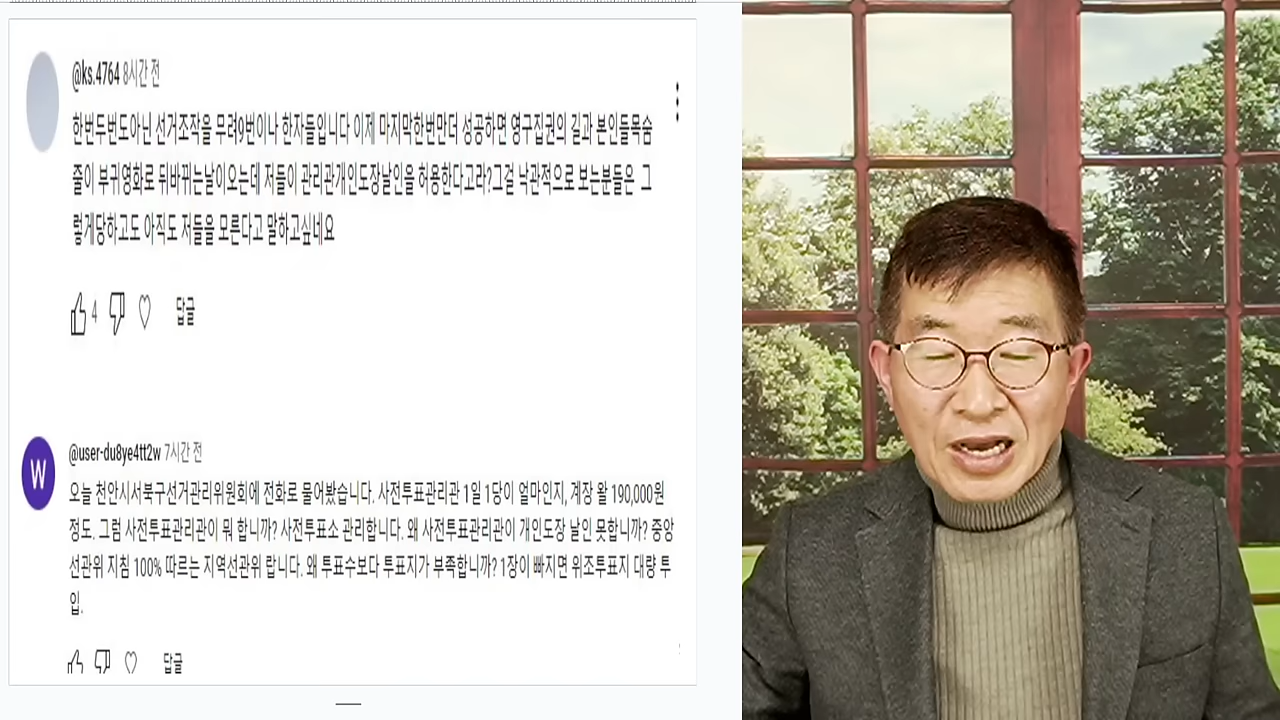 @ks.4764 8시간 전
한번두번도아닌 선거조작을 무려9번이나 한자들입니다 이제 마지막한번만더 성공하면 영구집권의 길과 본인들목숨
줄이 부귀영화로 뒤바뀌는날이오는데 저들이 관리관개인도장날인을 허용한다고라?그걸 낙관적으로 보는분들은 그
렇게당하고도 아직도 저들을 모른다고 말하고싶네요
4 답글
W
@user-du8ye4tt2w 7시간 전
오늘 천안시서북구선거관리위원회에 전화로 물어봤습니다. 사전투표관리관 1일 1당이 얼마인지, 계장 왈 190,000원
정도. 그럼 사전투표관리관이 뭐 합니까? 사전투표소 관리합니다. 왜 사전투표관리관이 개인도장 날인 못합니까? 중앙
선관위 지침 100% 따르는 지역선관위 랍니다. 왜 투표수보다 투표지가 부족합니까? 1장이 빠지면 위조투표지 대량 투
입.
답글